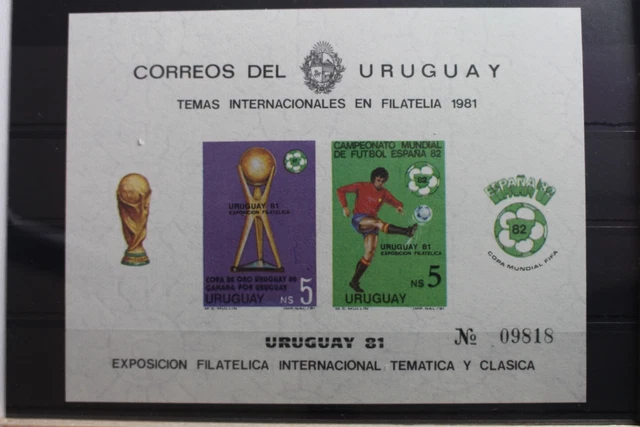 CORREOS DEL URUGUAY
TEMAS INTERNACIONALES EN FILATELIA 1981
URUGUAY 81
EXPOSICION FILATELICA
COPA DE ORO URUGUAY 80
GANADA POR URUGUAY
URUGUAY N$ 5
CAMPEONATO MUNDIAL
DE FUTBOL ESPAÑA 82
82
URUGUAY 81
EXPOSICION FILATELICA
N$ 5
URUGUAY
ESPAÑA 82
82
COPA MUNDIAL FIFA
URUGUAY 81
№ 09818
EXPOSICION FILATELICA INTERNACIONAL TEMATICA Y CLASICA